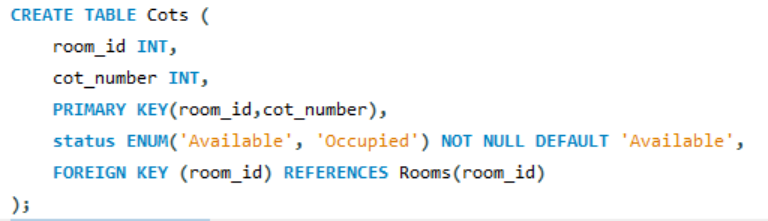 CREATE TABLE Cots (
    room_id INT,
    cot_number INT,
    PRIMARY KEY(room_id,cot_number),
    status ENUM('Available', 'Occupied') NOT NULL DEFAULT 'Available',
    FOREIGN KEY (room_id) REFERENCES Rooms(room_id)
);